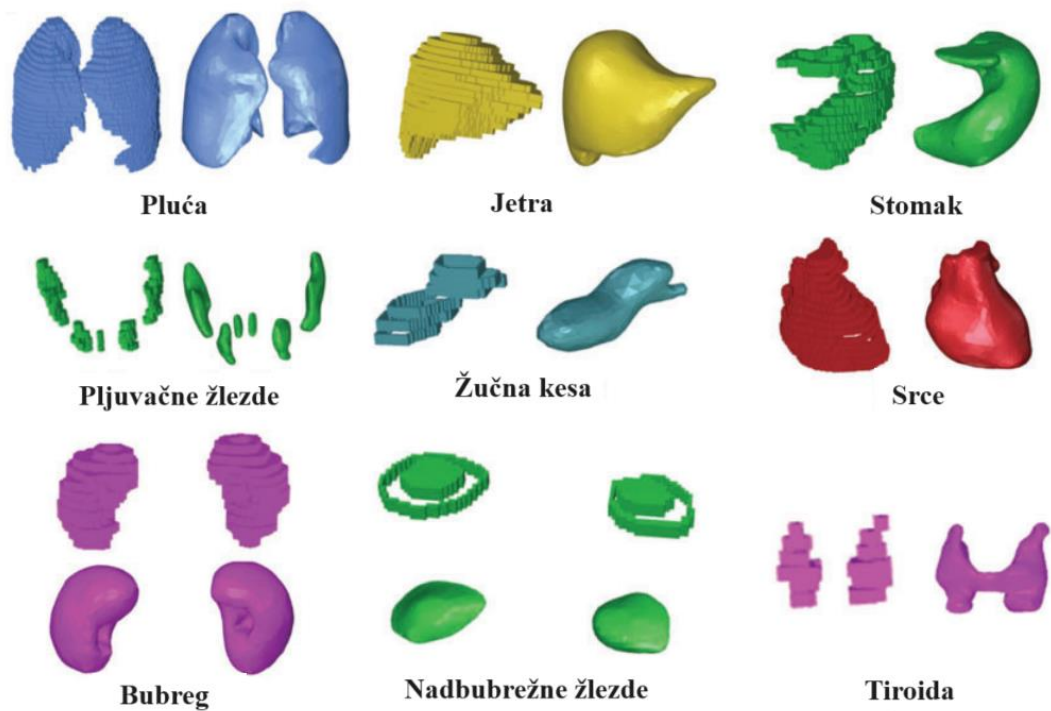 Pluća
Jetra
Stomak
Pljuvačne žlezde
Žučna kesa
Srce
Bubreg
Nadbubrežne žlezde
Tiroida